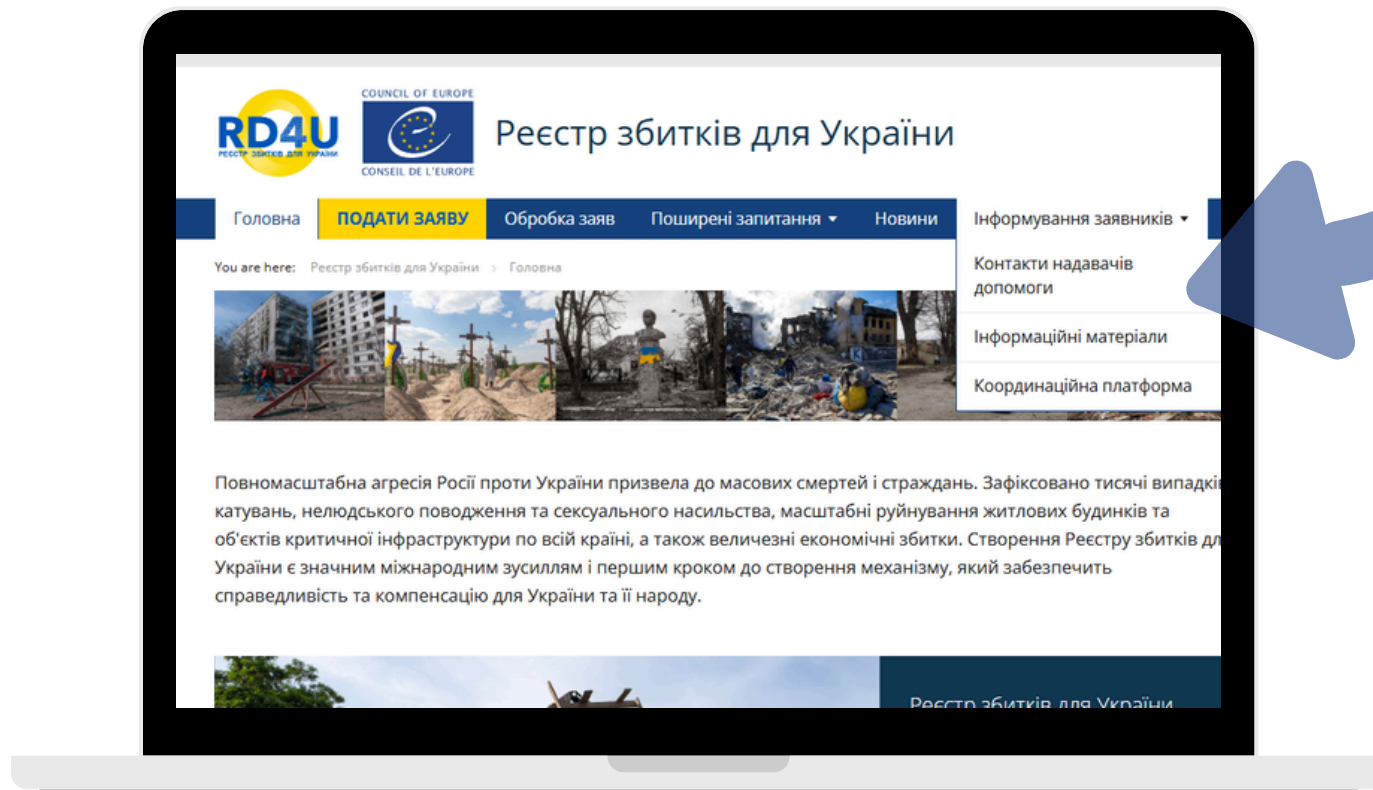 COUNCIL OF EUROPE
RD4U
РЕЄСТР ЗБИТКІВ ДЛЯ УКРАЇНИ
CONSEIL DE L'EUROPE
Реєстр збитків для України
Головна
ПОДАТИ ЗАЯВУ
Обробка заяв
Поширені запитання
Новини
Інформування заявників
Контакти надавачів
допомоги
Інформаційні матеріали
Координаційна платформа
You are here: Реєстр збитків для України > Головна
Повномасштабна агресія Росії проти України призвела до масових смертей і страждань. Зафіксовано тисячі випадків
катувань, нелюдського поводження та сексуального насильства, масштабні руйнування житлових будинків та
об'єктів критичної інфраструктури по всій країні, а також величезні економічні збитки. Створення Реєстру збитків дл
України є значним міжнародним зусиллям і першим кроком до створення механізму, який забезпечить
справедливість та компенсацію для України та її народу.
Реєстр збитків для України